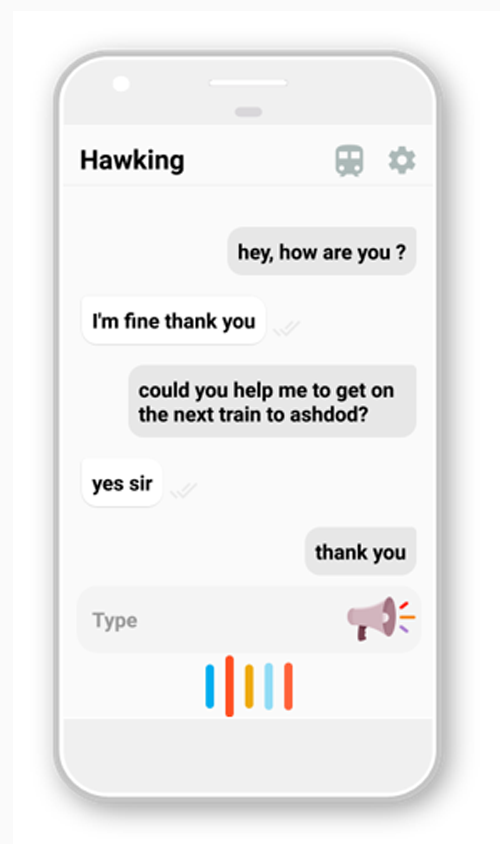 Hawking
hey, how are you ?
I'm fine thank you
could you help me to get on
the next train to ashdod?
yes sir
thank you
Type